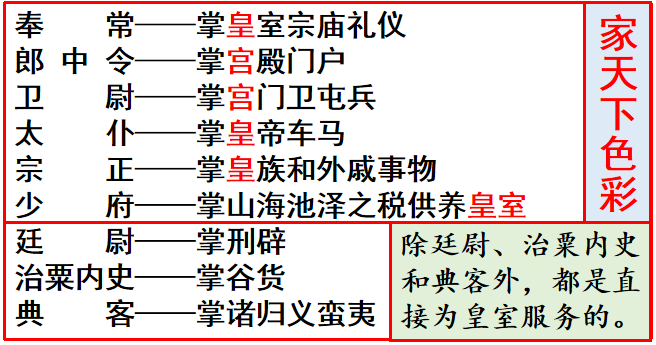 奉常——掌皇室宗庙礼仪
郎中令——掌宫殿门户
卫尉——掌宫门卫屯兵
太仆——掌皇帝车马
宗正——掌皇族和外戚事物
少府——掌山海池泽之税供养皇室
家天下色彩
廷尉——掌刑辟
治粟内史——掌谷货
典客——掌诸归义蛮夷
除廷尉、治粟内史
和典客外，都是直
接为皇室服务的。